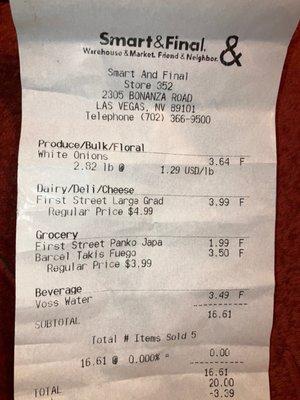 Smart&Final. &
Warehouse & Market. Friend & Neighbor.
Smart And Final
Store 352
2305 BONANZA ROAD
LAS VEGAS, NV 89101
Telephone (702) 366-9500
Produce/Bulk/Floral
White Onions 3.64 F
2.82 lb @ 1.29 USD/lb
Dairy/Deli/Cheese
First Street Large Grad 3.99 F
Regular Price $4.99
Grocery
First Street Panko Japa 1.99 F
Barcel Takis Fuego 3.50 F
Regular Price $3.99
Beverage
Voss Water 3.49 F
SUBTOTAL 16.61
Total # Items Sold 5
16.61 @ 0.000% = 0.00
TOTAL 16.61
20.00
-3.39